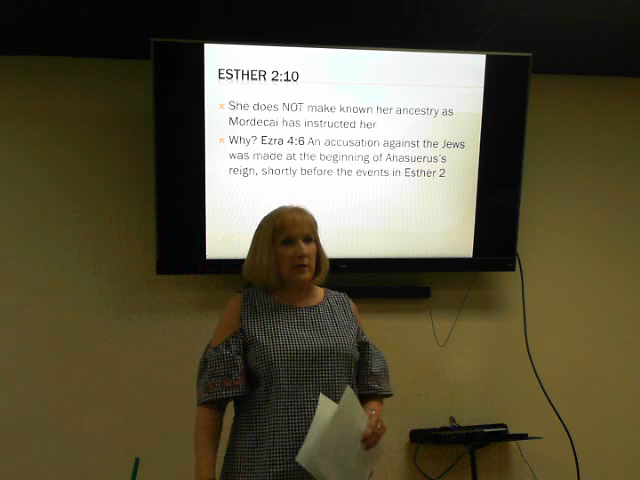 ESTHER 2:10
She does NOT make known her ancestry as
Mordecai has instructed her
Why? Ezra 4:6 An accusation against the Jews
was made at the beginning of Ahasuerus's
reign, shortly before the events in Esther 2